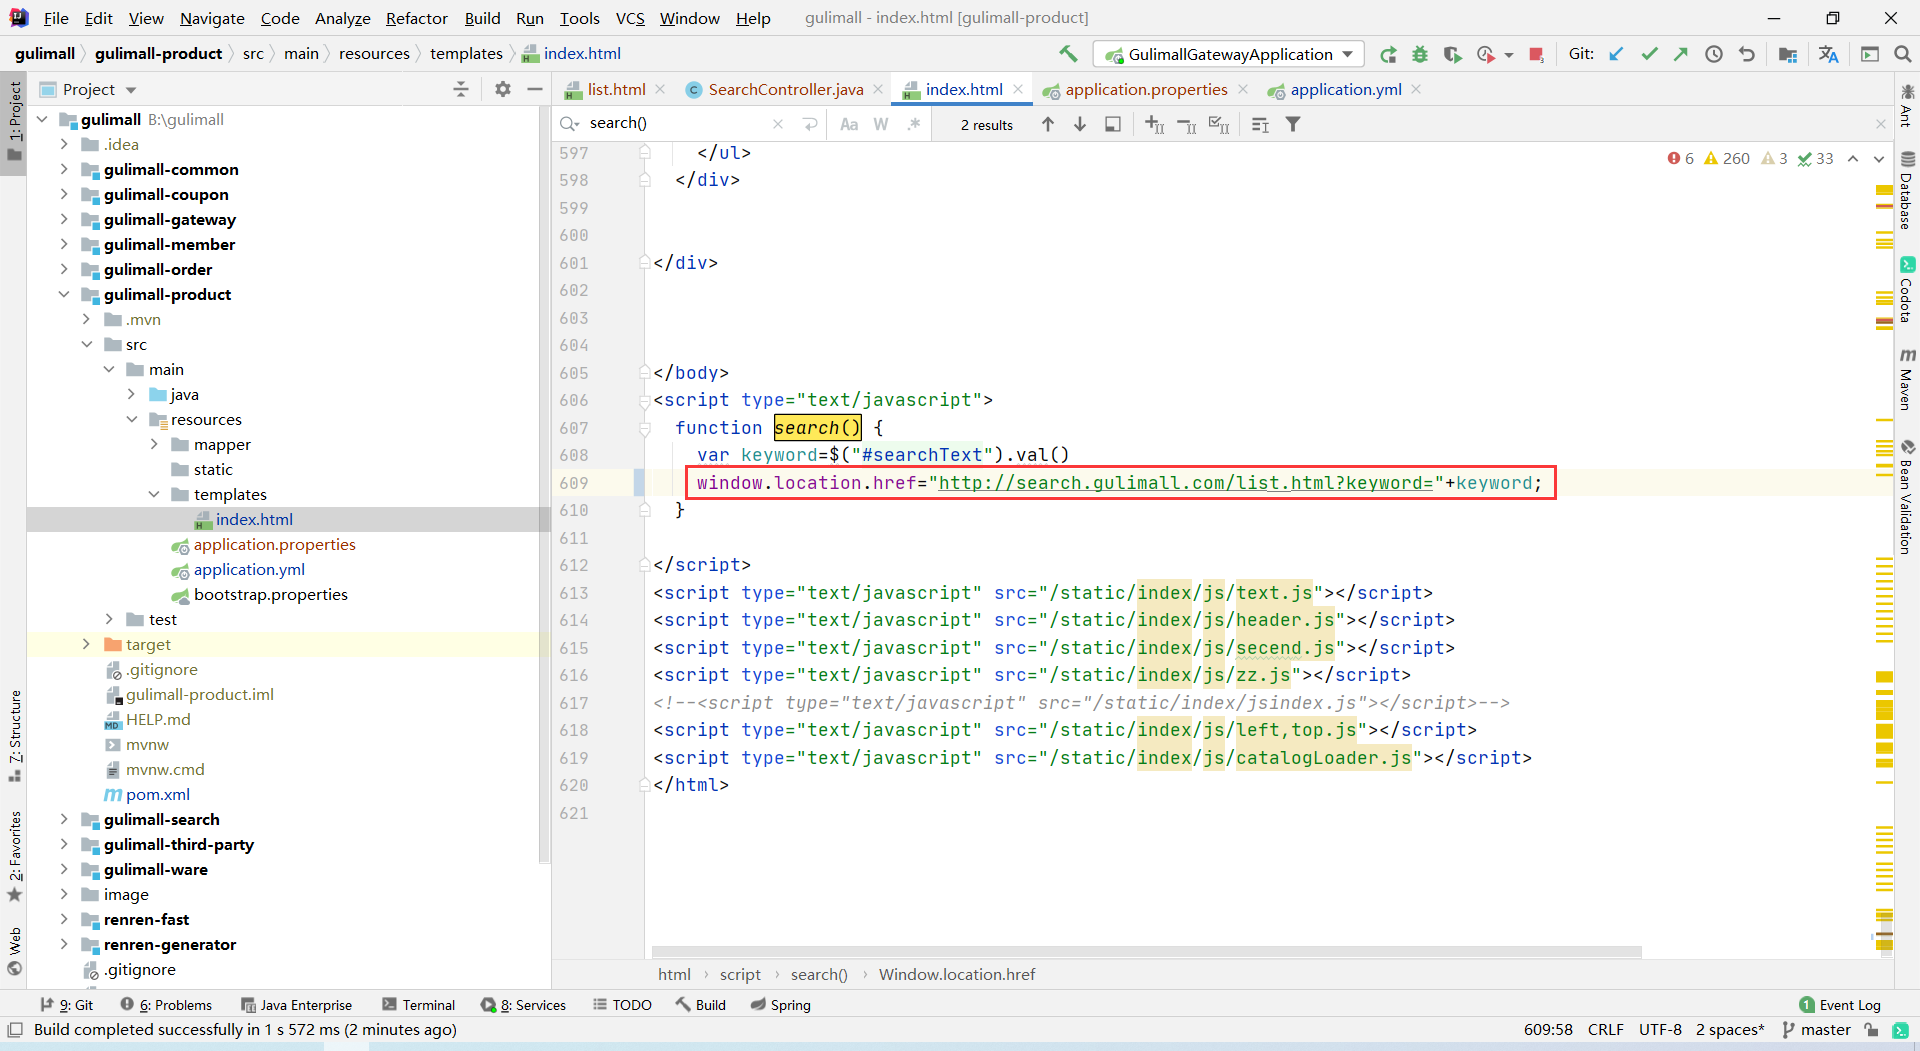 File Edit View Navigate Code Analyze Refactor Build Run Tools VCS Window Help gulimall - index.html [gulimall-product]
gulimall gulimall-product src main resources templates index.html GulimallGatewayApplication Git:
Project list.html SearchController.java index.html application.properties application.yml
search() Aa W .* 2 results
6 260 3 33
gulimall B:\gulimall
.idea
gulimall-common
gulimall-coupon
gulimall-gateway
gulimall-member
gulimall-order
gulimall-product
.mvn
src
main
java
resources
mapper
static
templates
index.html
application.properties
application.yml
bootstrap.properties
test
target
.gitignore
gulimall-product.iml
HELP.md
mvnw
mvnw.cmd
pom.xml
gulimall-search
gulimall-third-party
gulimall-ware
image
renren-fast
renren-generator
.gitignore
597 </ul>
598 </div>
599
600
601 </div>
602
603
604
605 </body>
606 <script type="text/javascript">
607 function search() {
608 var keyword=$("#searchText").val()
609 window.location.href="http://search.gulimall.com/list.html?keyword="+keyword;
610 }
611
612 </script>
613 <script type="text/javascript" src="/static/index/js/text.js"></script>
614 <script type="text/javascript" src="/static/index/js/header.js"></script>
615 <script type="text/javascript" src="/static/index/js/secend.js"></script>
616 <script type="text/javascript" src="/static/index/js/zz.js"></script>
617 <!--<script type="text/javascript" src="/static/index/jsindex.js"></script>-->
618 <script type="text/javascript" src="/static/index/js/left,top.js"></script>
619 <script type="text/javascript" src="/static/index/js/catalogLoader.js"></script>
620 </html>
621
html script search() Window.location.href
1: Project
7: Structure
2: Favorites
Web
Ant
Database
Codota
Maven
Bean Validation
9: Git 6: Problems Java Enterprise Terminal 8: Services TODO Build Spring 1 Event Log
Build completed successfully in 1 s 572 ms (2 minutes ago) 609:58 CRLF UTF-8 2 spaces* master